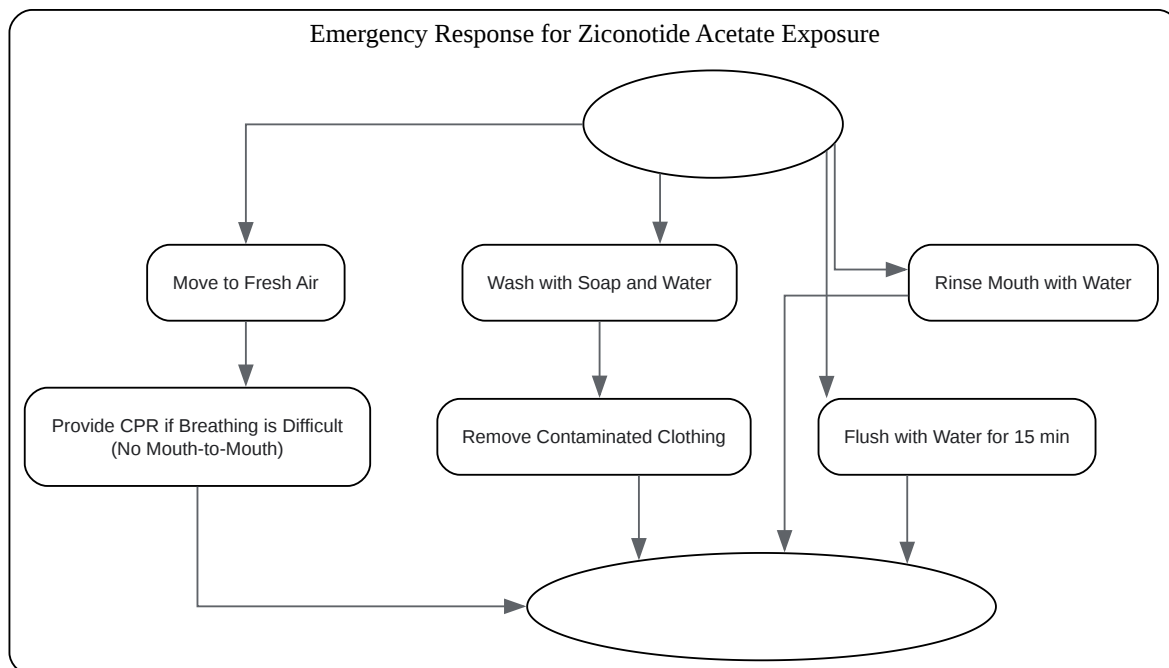 Emergency Response for Ziconotide Acetate Exposure
Move to Fresh Air
Wash with Soap and Water
Rinse Mouth with Water
Provide CPR if Breathing is Difficult
(No Mouth-to-Mouth)
Remove Contaminated Clothing
Flush with Water for 15 min